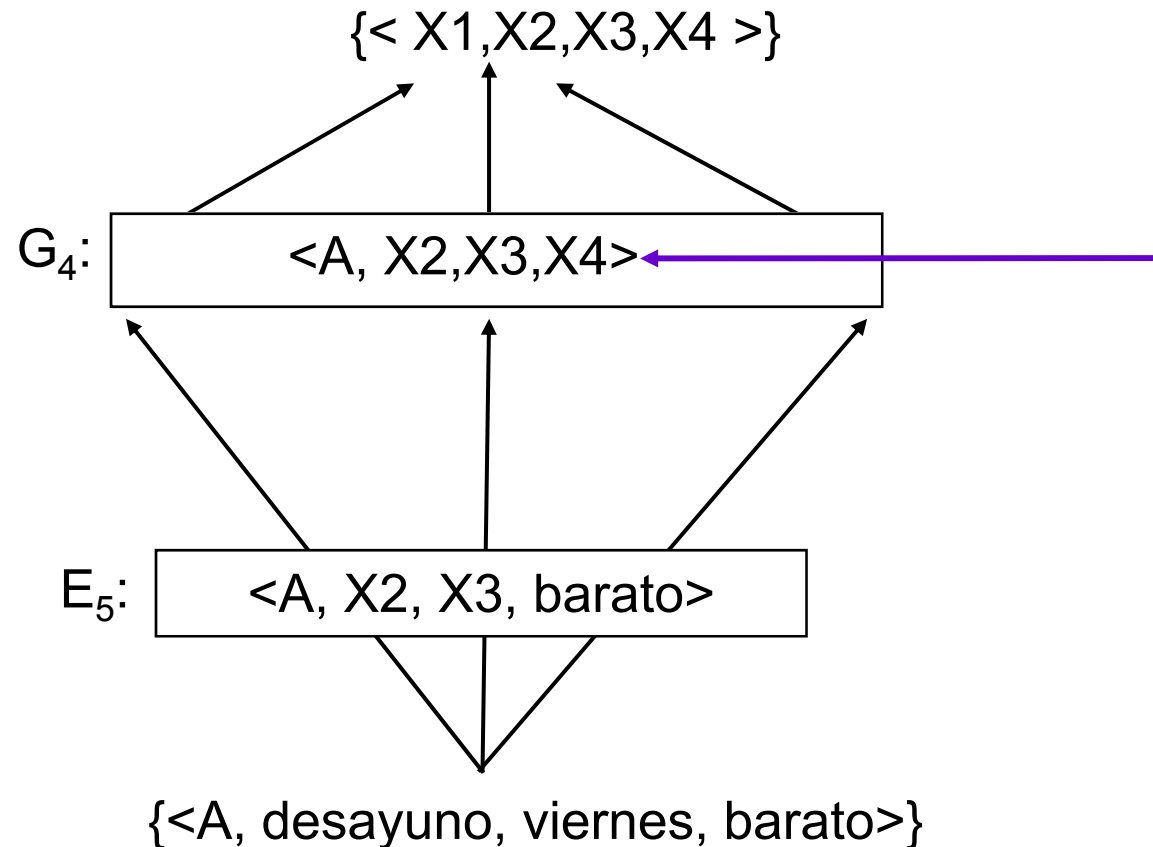 {< X1,X2,X3,X4 >}
G₄: <A, X2,X3,X4>
E₅: <A, X2, X3, barato>
{<A, desayuno, viernes, barato>}